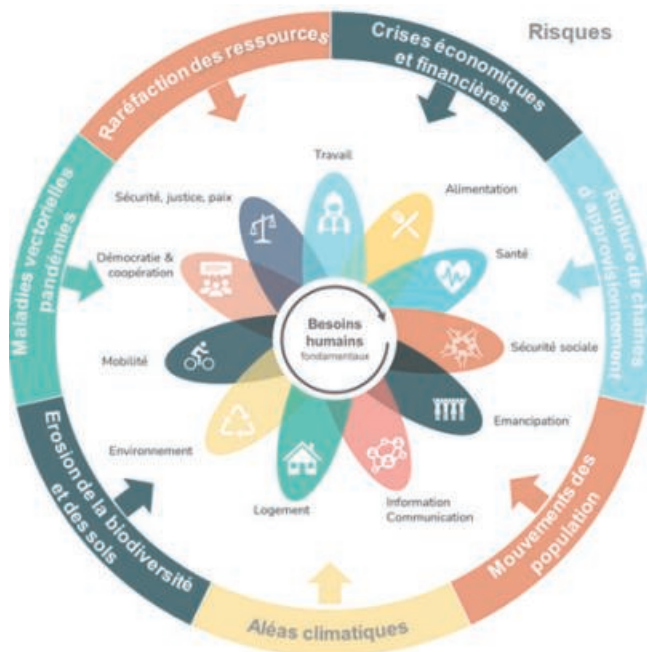 Risques
Crises économiques
et financières
Rupture de chaines
d'approvisionnement
Mouvements des
population
Aléas climatiques
Erosion de la biodiversité
et des sols
Maladies vectorielles
pandémies
Raréfaction des ressources
Travail
Alimentation
Santé
Sécurité sociale
Emancipation
Information
Communication
Logement
Environnement
Mobilité
Démocratie &
coopération
Sécurité, justice, paix
Besoins
humains
fondamentaux